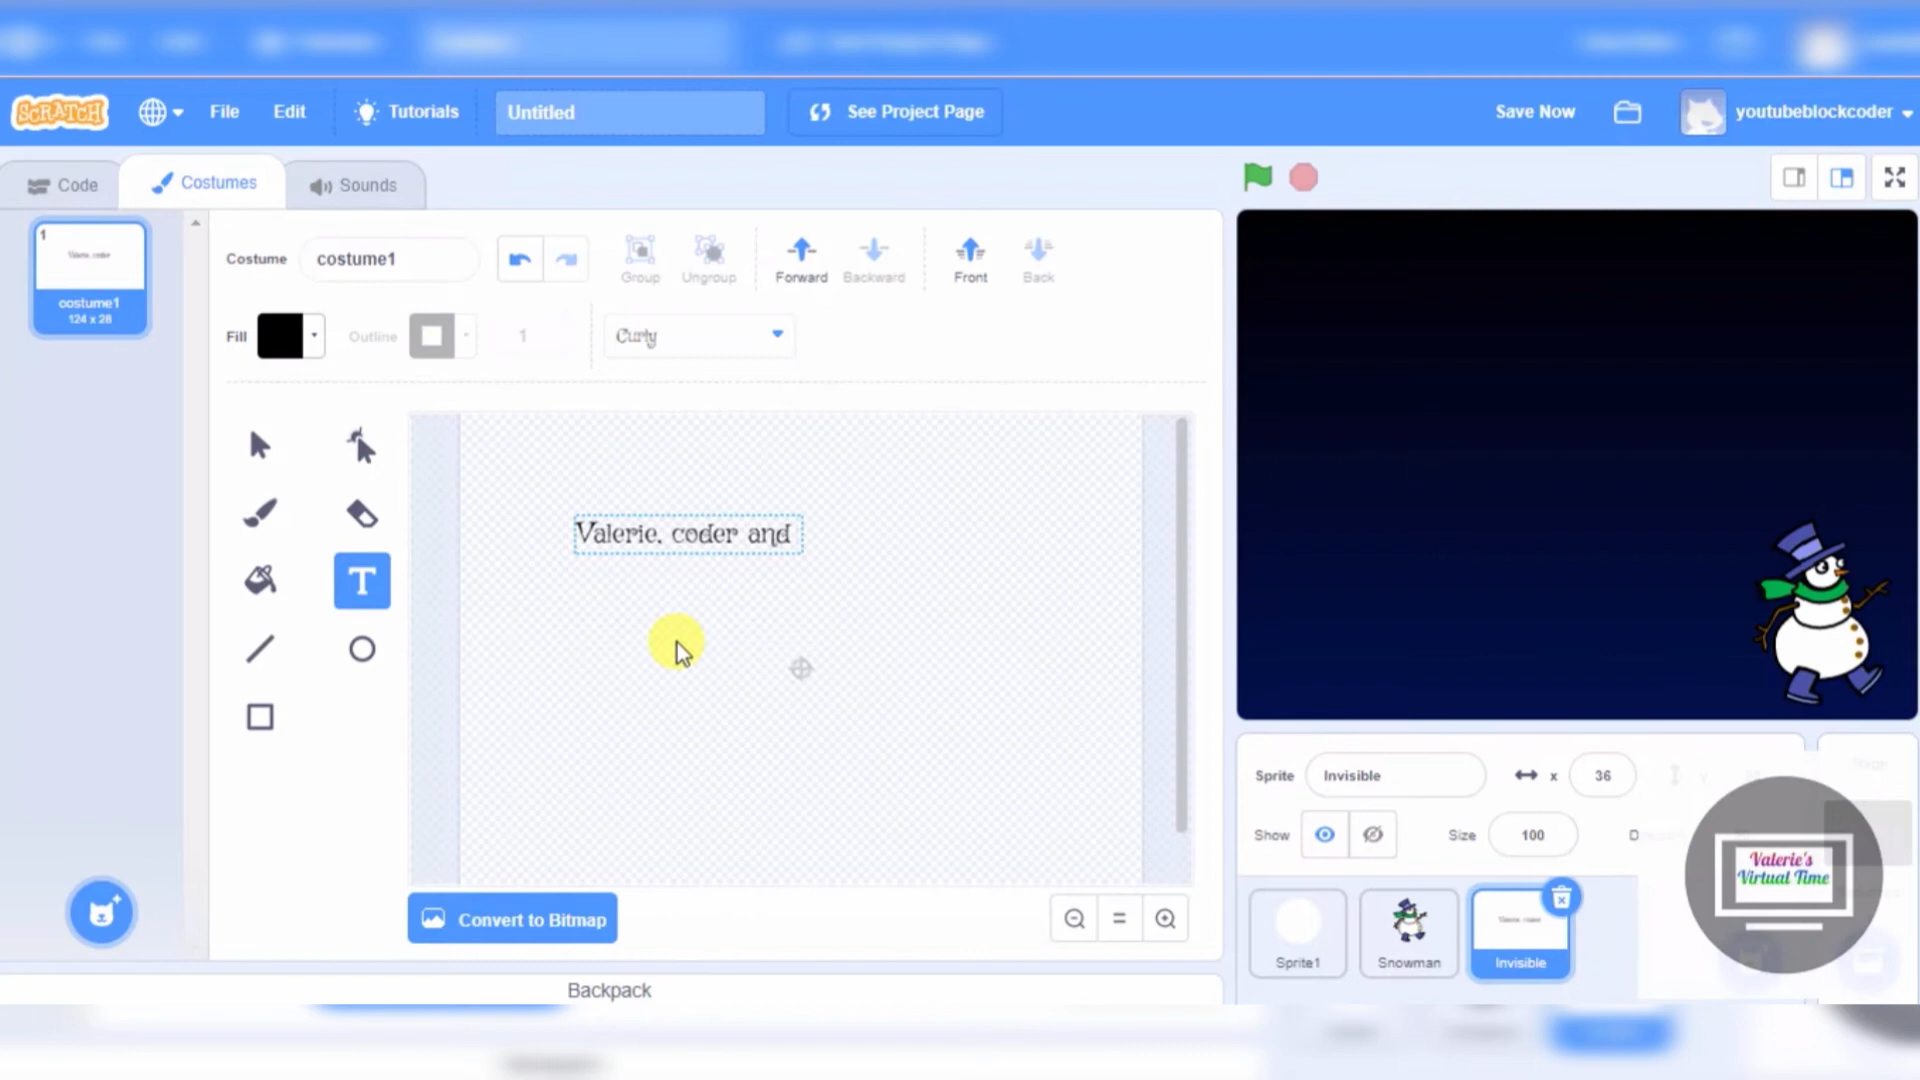 SCRATCH
File
Edit
Tutorials
Untitled
See Project Page
Save Now
youtubeblockcoder
Code
Costumes
Sounds
1
costume1
124 x 28
Costume
costume1
Group
Ungroup
Forward
Backward
Front
Back
Fill
Outline
1
Curly
Valerie, coder and
T
Convert to Bitmap
Backpack
Sprite
Invisible
x
36
Show
Size
100
Sprite1
Snowman
Invisible
Valerie's
Virtual Time